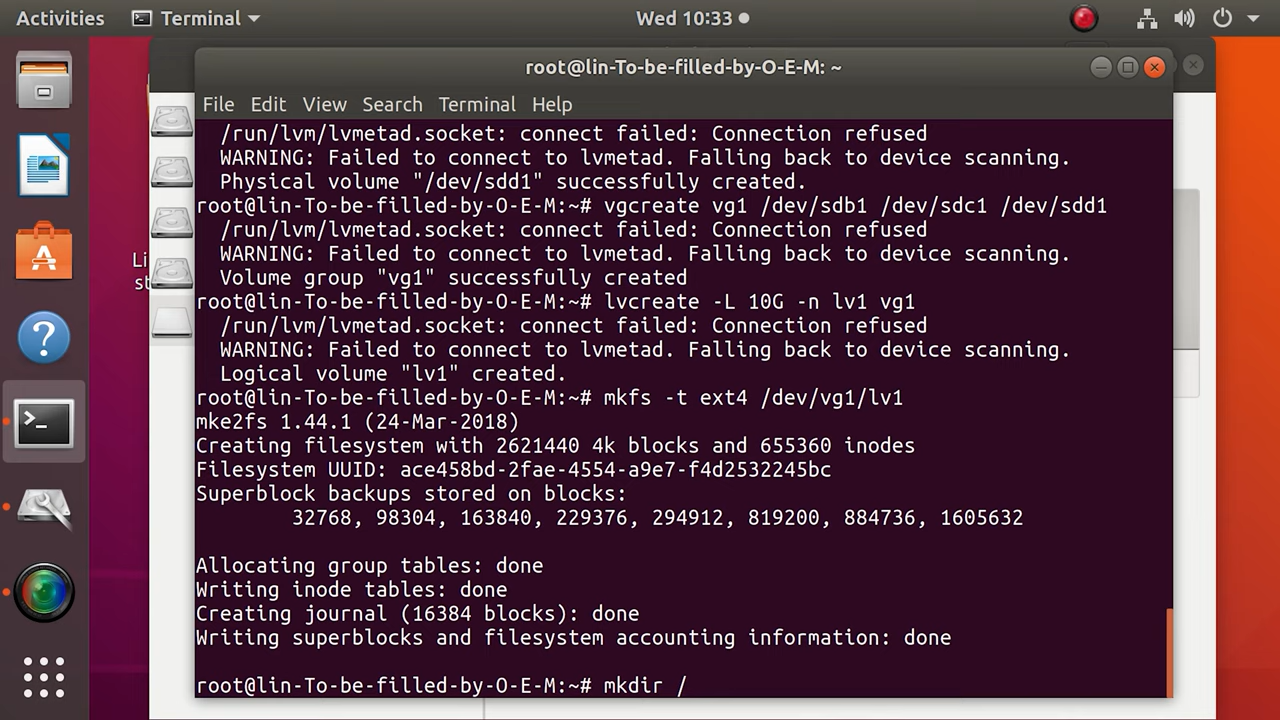 Activities Terminal Wed 10:33
root@lin-To-be-filled-by-O-E-M: ~
File Edit View Search Terminal Help
/run/lvm/lvmetad.socket: connect failed: Connection refused
WARNING: Failed to connect to lvmetad. Falling back to device scanning.
Physical volume "/dev/sdd1" successfully created.
root@lin-To-be-filled-by-O-E-M:~# vgcreate vg1 /dev/sdb1 /dev/sdc1 /dev/sdd1
/run/lvm/lvmetad.socket: connect failed: Connection refused
WARNING: Failed to connect to lvmetad. Falling back to device scanning.
Volume group "vg1" successfully created
root@lin-To-be-filled-by-O-E-M:~# lvcreate -L 10G -n lv1 vg1
/run/lvm/lvmetad.socket: connect failed: Connection refused
WARNING: Failed to connect to lvmetad. Falling back to device scanning.
Logical volume "lv1" created.
root@lin-To-be-filled-by-O-E-M:~# mkfs -t ext4 /dev/vg1/lv1
mke2fs 1.44.1 (24-Mar-2018)
Creating filesystem with 2621440 4k blocks and 655360 inodes
Filesystem UUID: ace458bd-2fae-4554-a9e7-f4d2532245bc
Superblock backups stored on blocks:
32768, 98304, 163840, 229376, 294912, 819200, 884736, 1605632
Allocating group tables: done
Writing inode tables: done
Creating journal (16384 blocks): done
Writing superblocks and filesystem accounting information: done
root@lin-To-be-filled-by-O-E-M:~# mkdir /